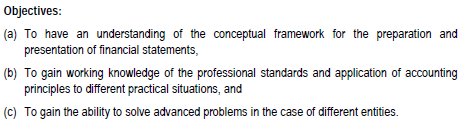 Objectives:
(a) To have an understanding of the conceptual framework for the preparation and
presentation of financial statements,
(b) To gain working knowledge of the professional standards and application of accounting
principles to different practical situations, and
(c) To gain the ability to solve advanced problems in the case of different entities.